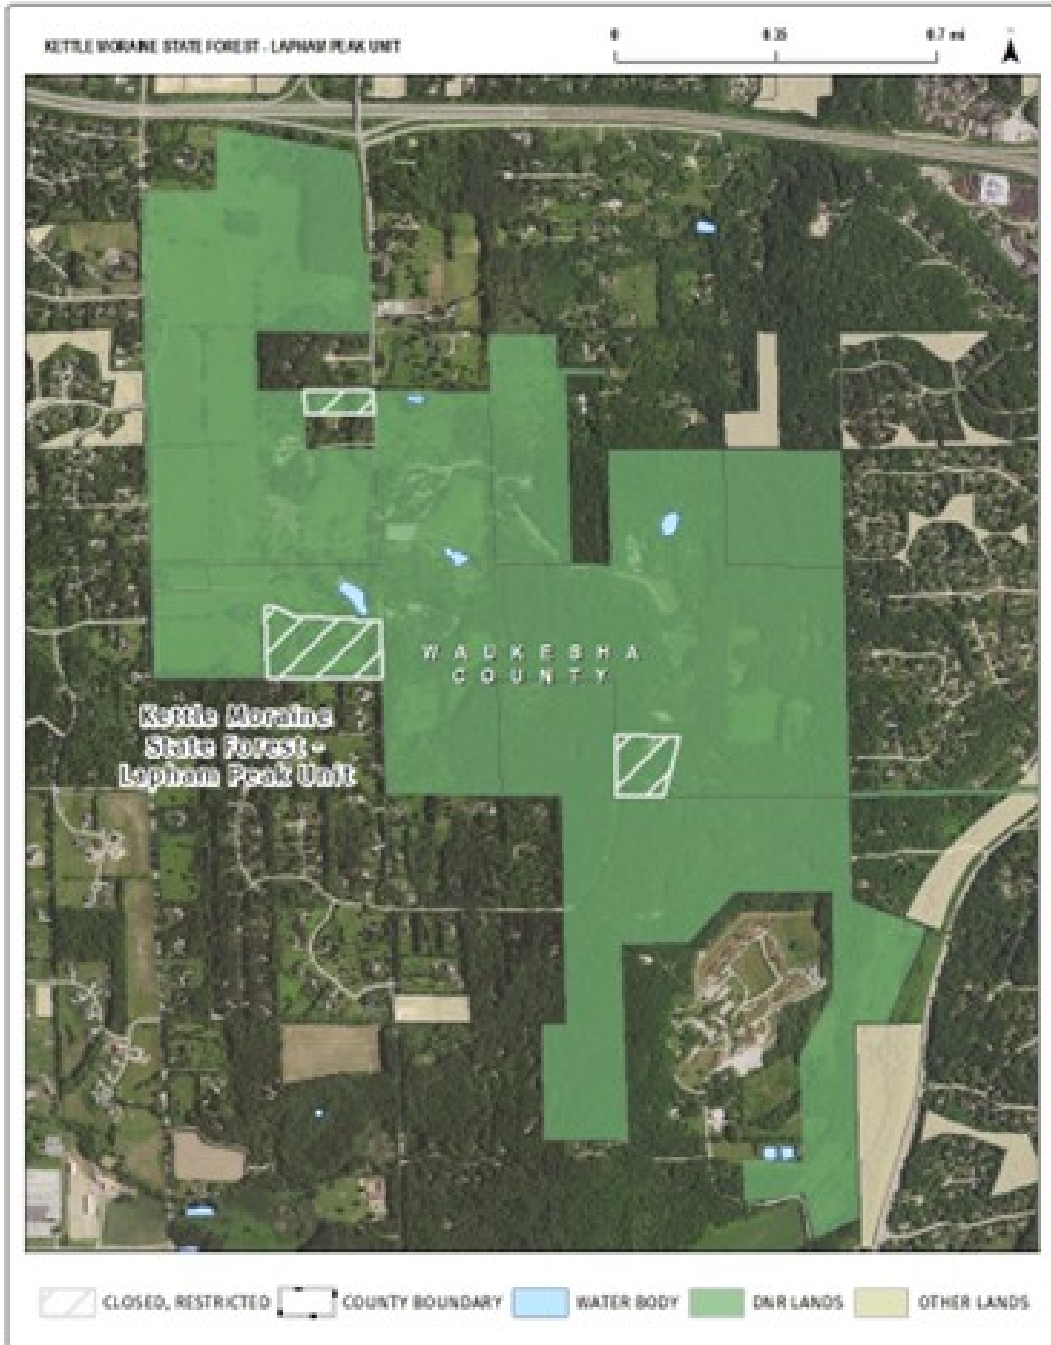 KETTLE MORAINE STATE FOREST - LAPHAM PEAK UNIT
0 0.35 0.7 mi
WAUKESHA
COUNTY
Kettle Moraine
State Forest -
Lapham Peak Unit
CLOSED, RESTRICTED COUNTY BOUNDARY WATER BODY DNR LANDS OTHER LANDS